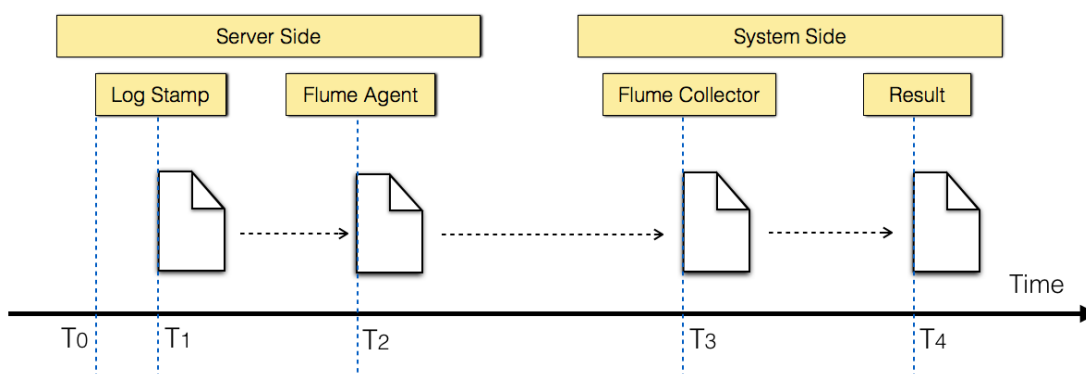 Server Side
System Side
Log Stamp
Flume Agent
Flume Collector
Result
Time
T0
T1
T2
T3
T4